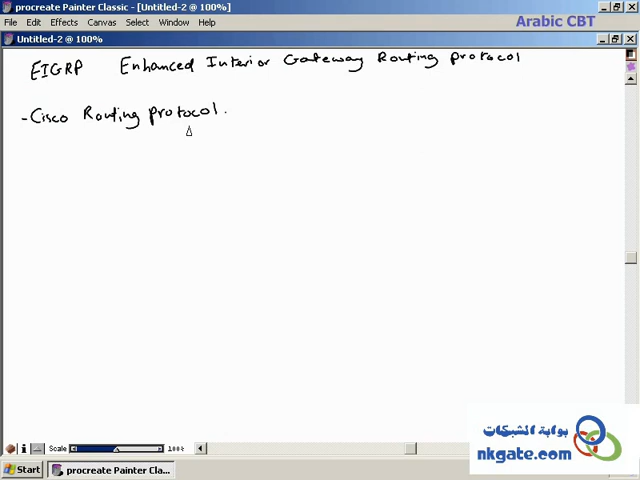 procreate Painter Classic - [Untitled-2 @ 100%]
File Edit Effects Canvas Select Window Help
Arabic CBT
Untitled-2 @ 100%
EIGRP Enhanced Interior Gateway Routing protocol
- Cisco Routing protocol.
Scale 100%
بوابة الشبكات
nkgate.com
Start procreate Painter Cla...